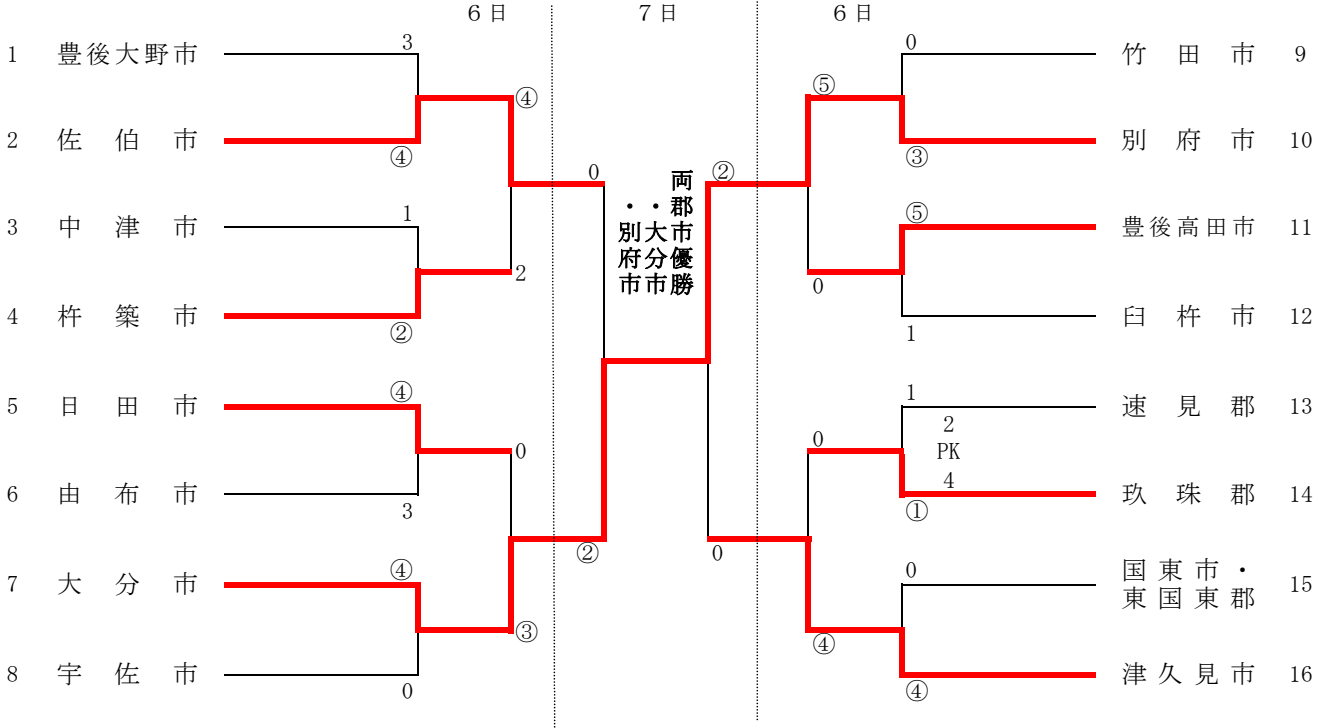 6日
7日
6日
1 豊後大野市
3
2 佐伯市
④
④
3 中津市
1
4 杵築市
②
2
5 日田市
④
0
6 由布市
3
7 大分市
④
③
8 宇佐市
0
0
②
両郡市優勝
・大分市
・別府市
②
0
0
竹田市 9
⑤
③
別府市 10
⑤
豊後高田市 11
0
1
臼杵市 12
1
速見郡 13
2
PK
4
0
①
玖珠郡 14
0
国東市・
東国東郡 15
④
④
津久見市 16